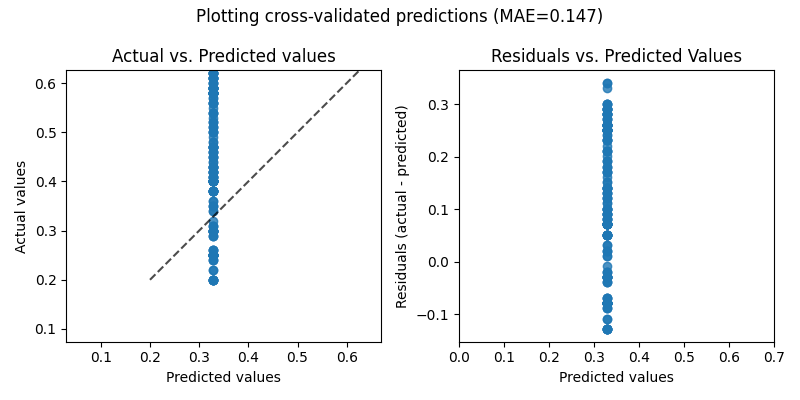 Plotting cross-validated predictions (MAE=0.147)
Actual vs. Predicted values
Actual values
0.6
0.5
0.4
0.3
0.2
0.1
0.1 0.2 0.3 0.4 0.5 0.6
Predicted values
Residuals vs. Predicted Values
Residuals (actual - predicted)
0.3
0.2
0.1
0.0
−0.1
0.0 0.1 0.2 0.3 0.4 0.5 0.6 0.7
Predicted values